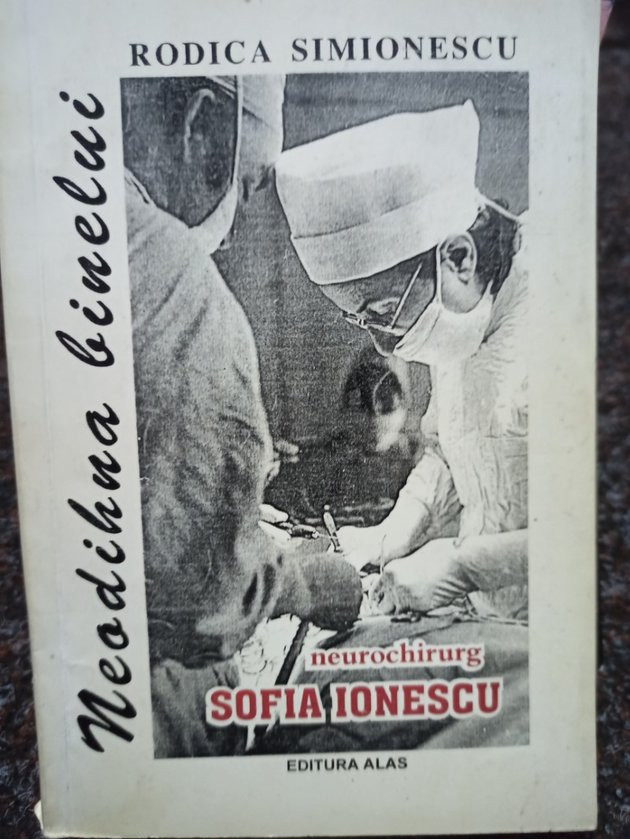 RODICA SIMIONESCU
Neodihna binelui
neurochirurg
SOFIA IONESCU
EDITURA ALAS